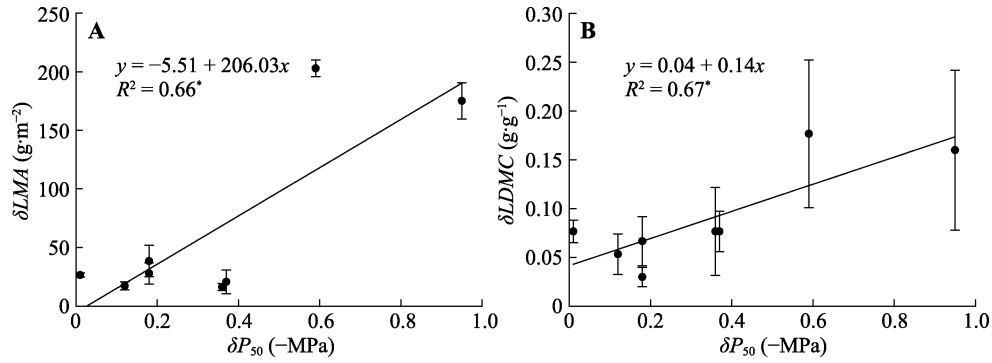 A
y = −5.51 + 206.03x
R² = 0.66*
250
200
150
100
50
0
δLMA (g·m⁻²)
0
0.2
0.4
0.6
0.8
1.0
δP₅₀ (−MPa)
B
y = 0.04 + 0.14x
R² = 0.67*
0.30
0.25
0.20
0.15
0.10
0.05
0
δLDMC (g·g⁻¹)
0
0.2
0.4
0.6
0.8
1.0
δP₅₀ (−MPa)